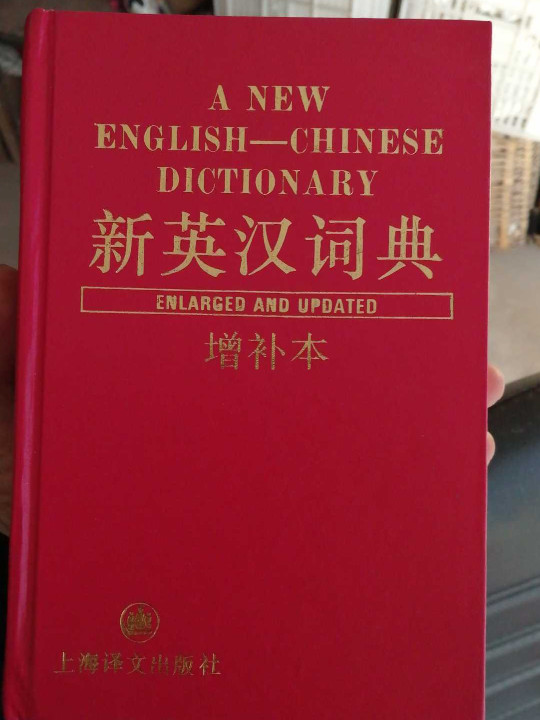 A NEW
ENGLISH—CHINESE
DICTIONARY
新英汉词典
ENLARGED AND UPDATED
增补本
上海译文出版社